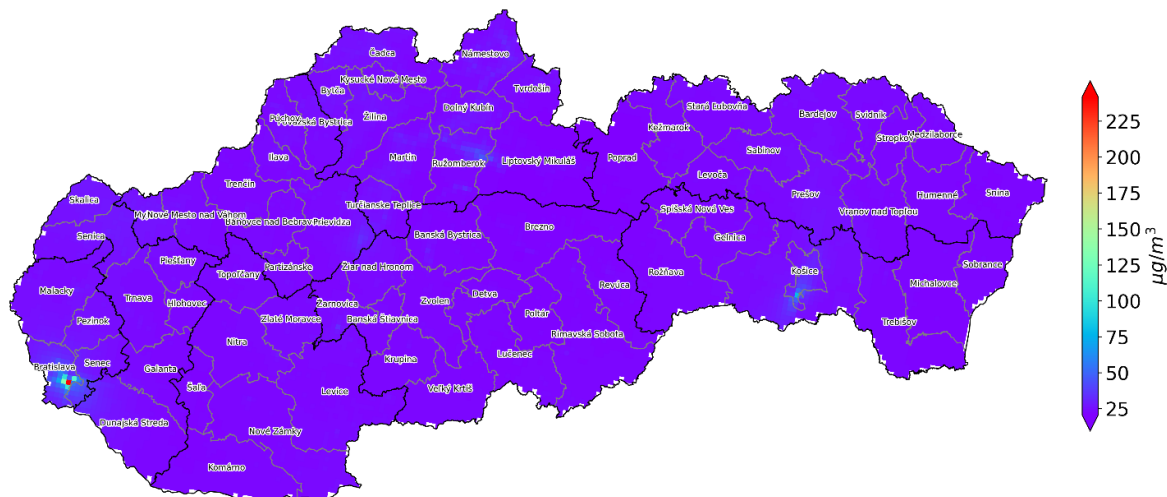 Čadca
Námestovo
Kysucké Nové Mesto
Bytča
Tvrdošín
Dolný Kubín
Žilina
Púchov
Považská Bystrica
Ilava
Martin
Ružomberok
Liptovský Mikuláš
Trenčín
Turčianske Teplice
Skalica
Senica
Nové Mesto nad Váhom
Bánovce nad Bebravou
Prievidza
Banská Bystrica
Brezno
Piešťany
Partizánske
Topoľčany
Žiar nad Hronom
Malacky
Trnava
Hlohovec
Žarnovica
Zvolen
Detva
Revúca
Pezinok
Zlaté Moravce
Banská Štiavnica
Poltár
Rimavská Sobota
Nitra
Bratislava
Senec
Galanta
Krupina
Lučenec
Šaľa
Levice
Veľký Krtíš
Dunajská Streda
Nové Zámky
Komárno
Stará Ľubovňa
Bardejov
Svidník
Stropkov
Medzilaborce
Kežmarok
Sabinov
Poprad
Levoča
Prešov
Humenné
Snina
Spišská Nová Ves
Vranov nad Topľou
Gelnica
Rožňava
Košice
Sobrance
Michalovce
Trebišov
225
200
175
150
125
100
75
50
25
μg/m³